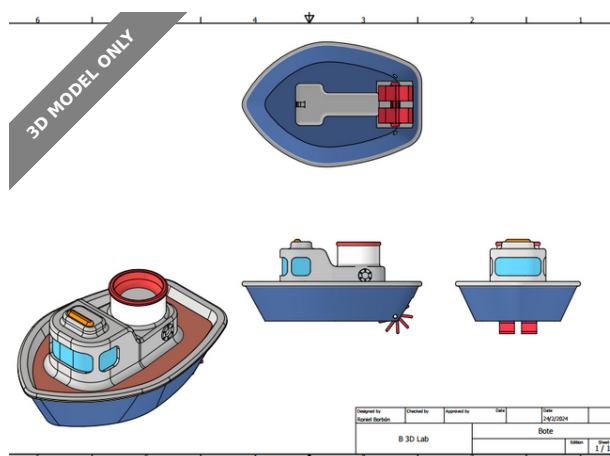 6 5 4 3 2 1
3D MODEL ONLY
Designed by
Roniel Borbón
Checked by
Approved by
Date
Date
24/2/2024
B 3D Lab
Bote
Edition
Sheet
1 / 1